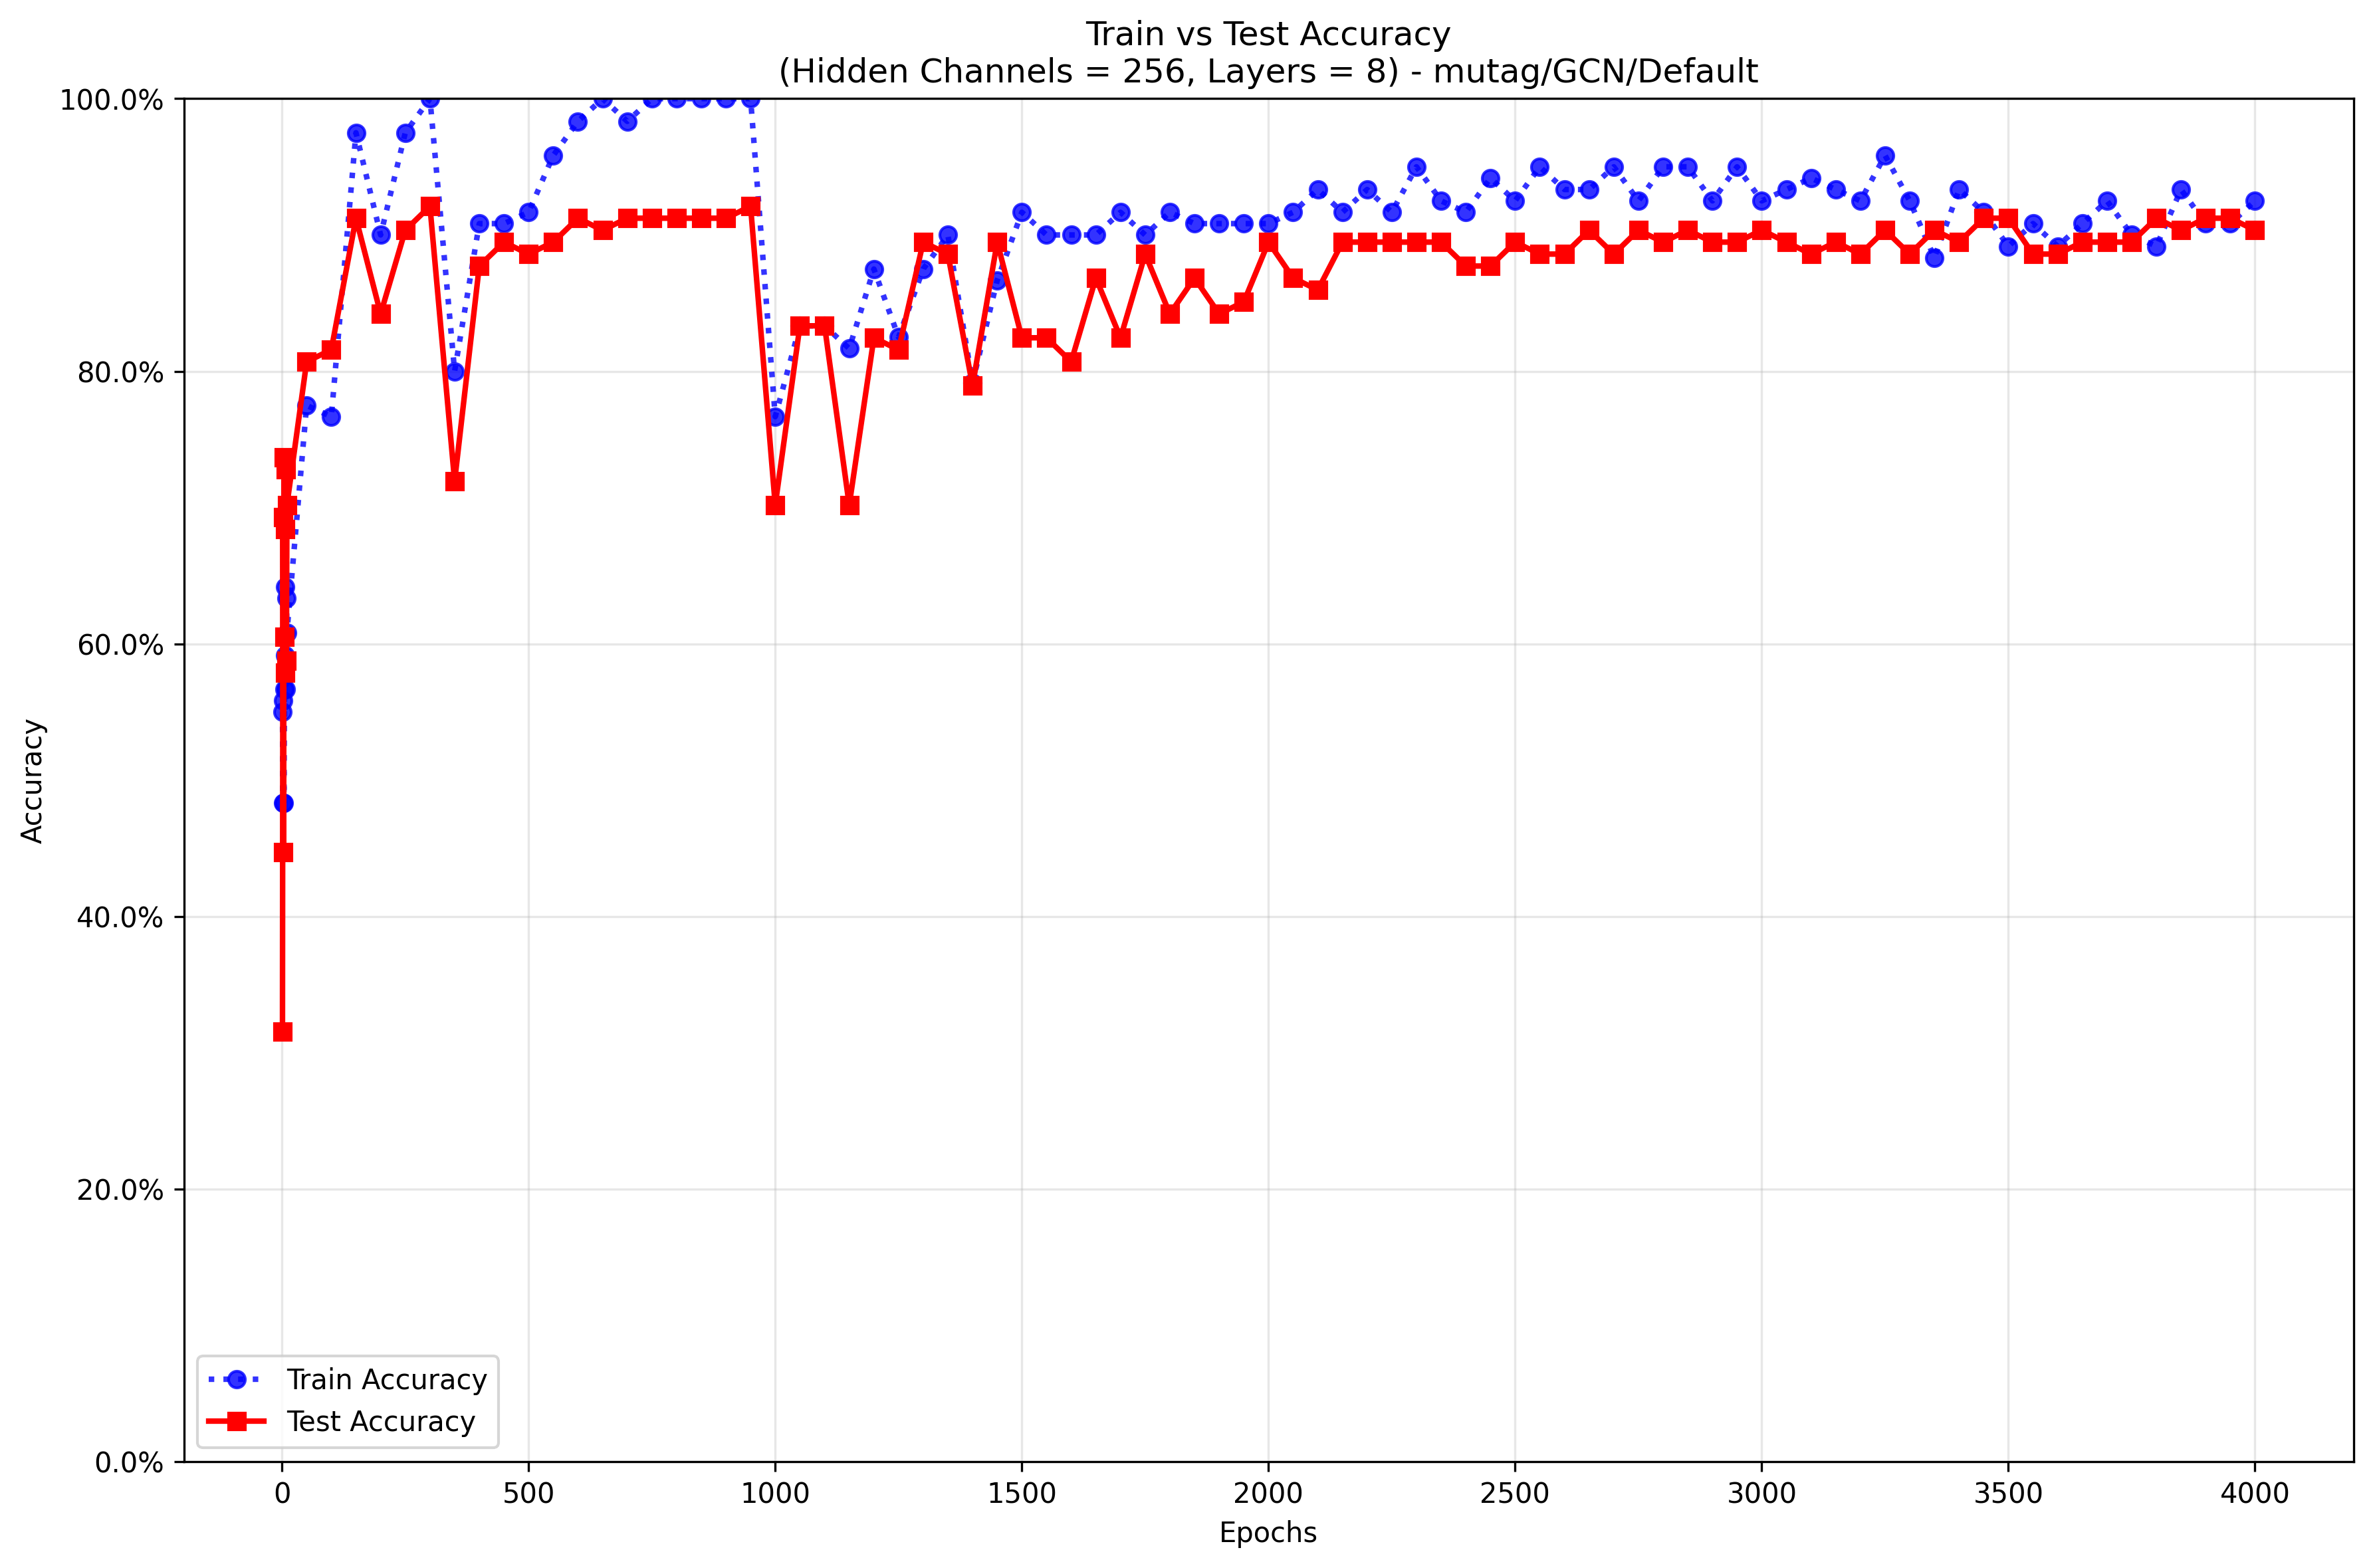 Train vs Test Accuracy
(Hidden Channels = 256, Layers = 8) - mutag/GCN/Default
100.0%
80.0%
60.0%
40.0%
20.0%
0.0%
Accuracy
Train Accuracy
Test Accuracy
0 500 1000 1500 2000 2500 3000 3500 4000
Epochs